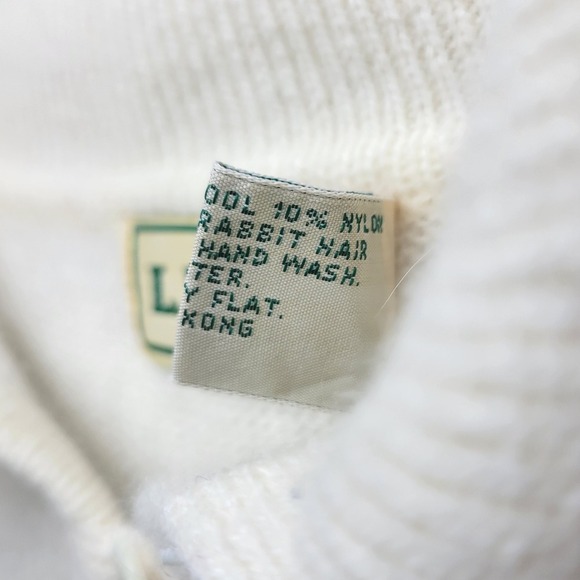 OOL 10% NYLON
RABBIT HAIR
HAND WASH.
TER.
Y FLAT.
KONG
L